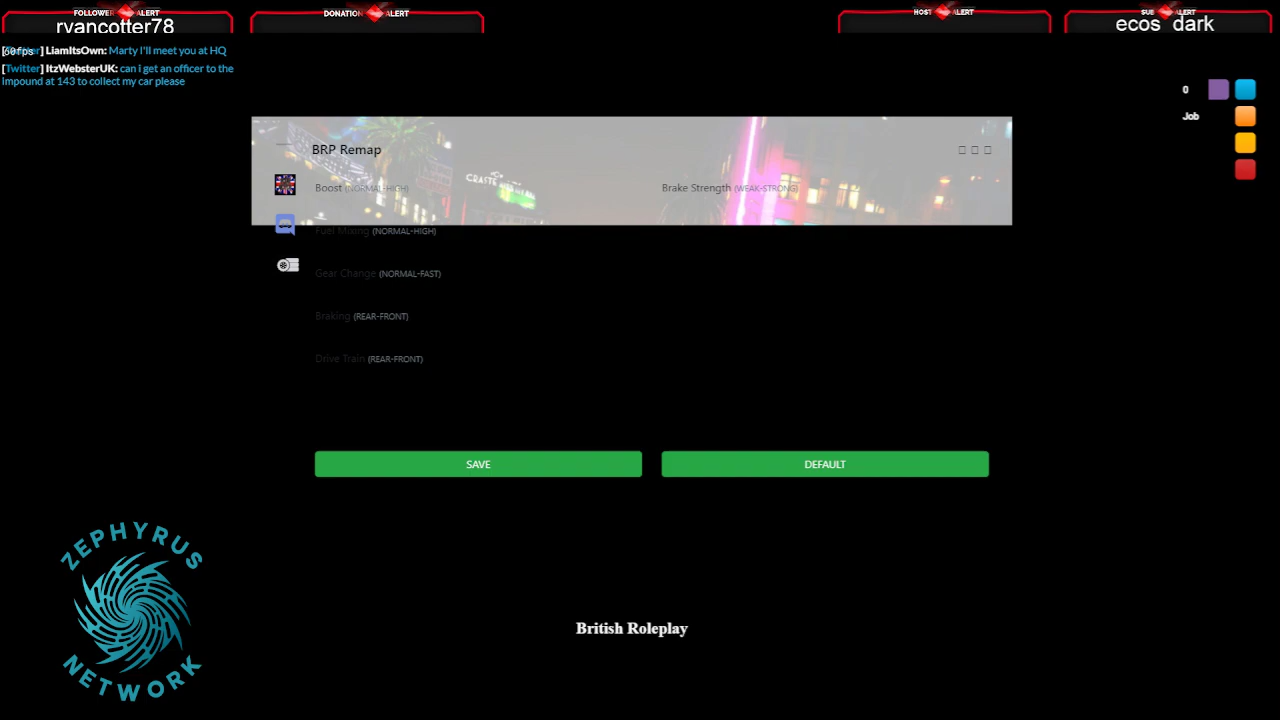 FOLLOWER ALERT
rvancotter78
DONATION ALERT
HOST ALERT
SUB ALERT
ecos_dark
60fps
[Twitter] LiamItsOwn: Marty I'll meet you at HQ
[Twitter] ItzWebsterUK: can i get an officer to the
impound at 143 to collect my car please
0
Job
BRP Remap
Boost (NORMAL-HIGH)
Brake Strength (WEAK-STRONG)
Fuel Mixing (NORMAL-HIGH)
Gear Change (NORMAL-FAST)
Braking (REAR-FRONT)
Drive Train (REAR-FRONT)
SAVE
DEFAULT
ZEPHYRUS
NETWORK
British Roleplay